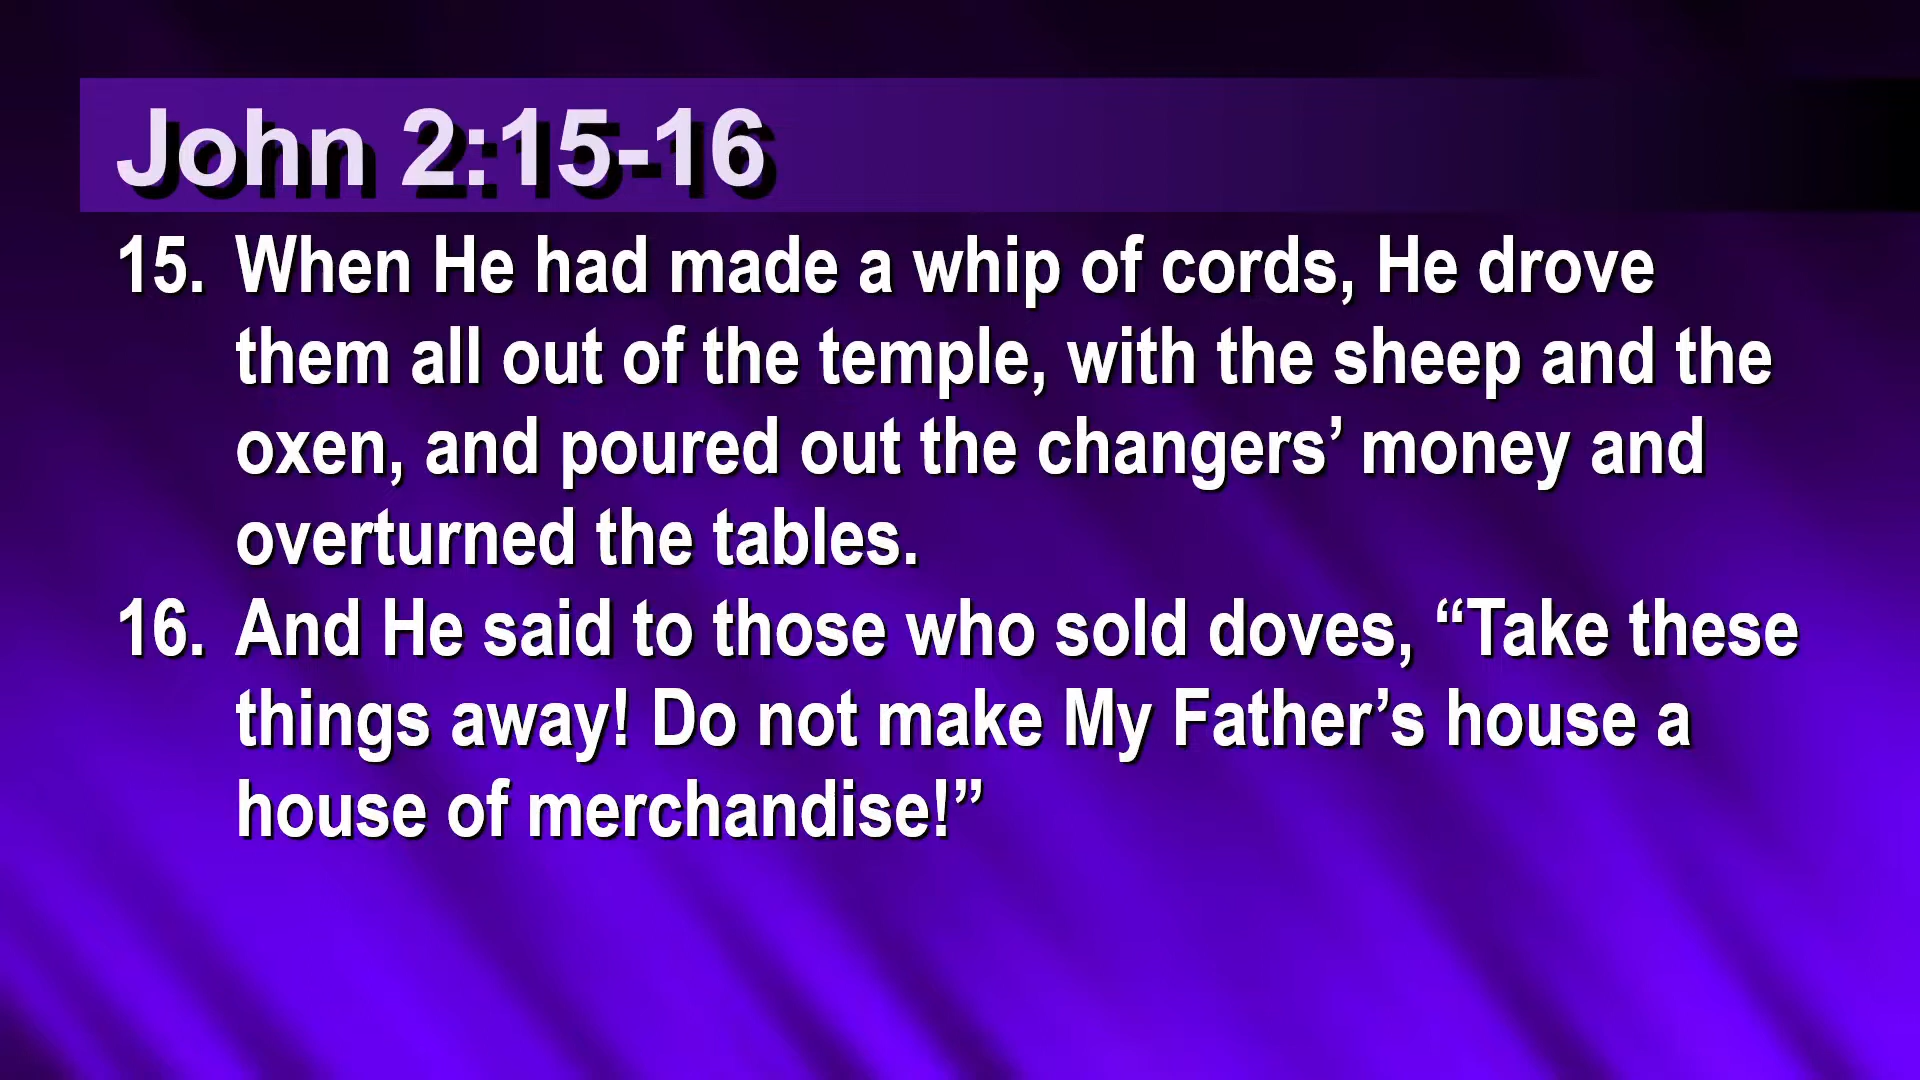 John 2:15-16
15. When He had made a whip of cords, He drove
them all out of the temple, with the sheep and the
oxen, and poured out the changers’ money and
overturned the tables.
16. And He said to those who sold doves, “Take these
things away! Do not make My Father’s house a
house of merchandise!”